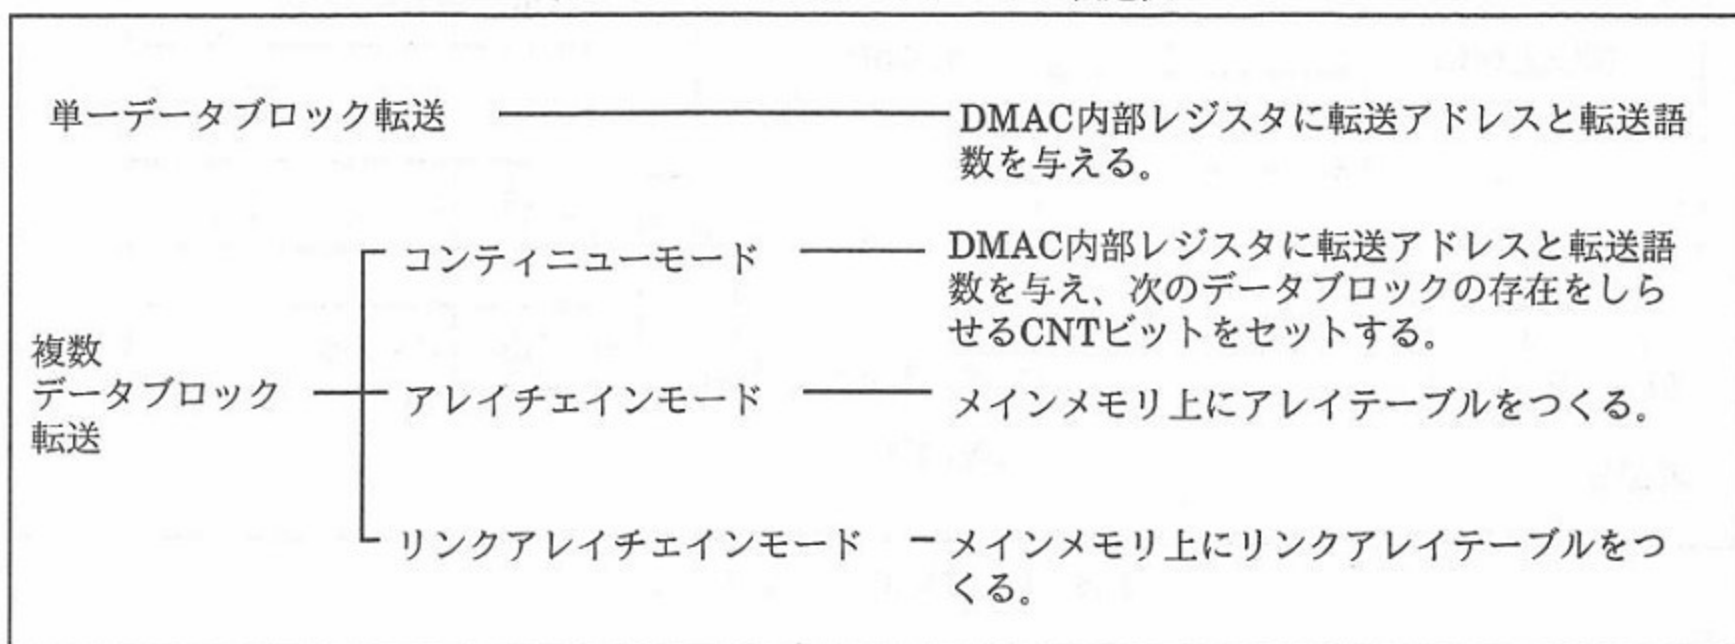 単一データブロック転送
DMAC内部レジスタに転送アドレスと転送語
数を与える。
複数
データブロック
転送
コンティニューモード
DMAC内部レジスタに転送アドレスと転送語
数を与え、次のデータブロックの存在をしら
せるCNTビットをセットする。
アレイチェインモード
メインメモリ上にアレイテーブルをつくる。
リンクアレイチェインモード
メインメモリ上にリンクアレイテーブルをつ
くる。